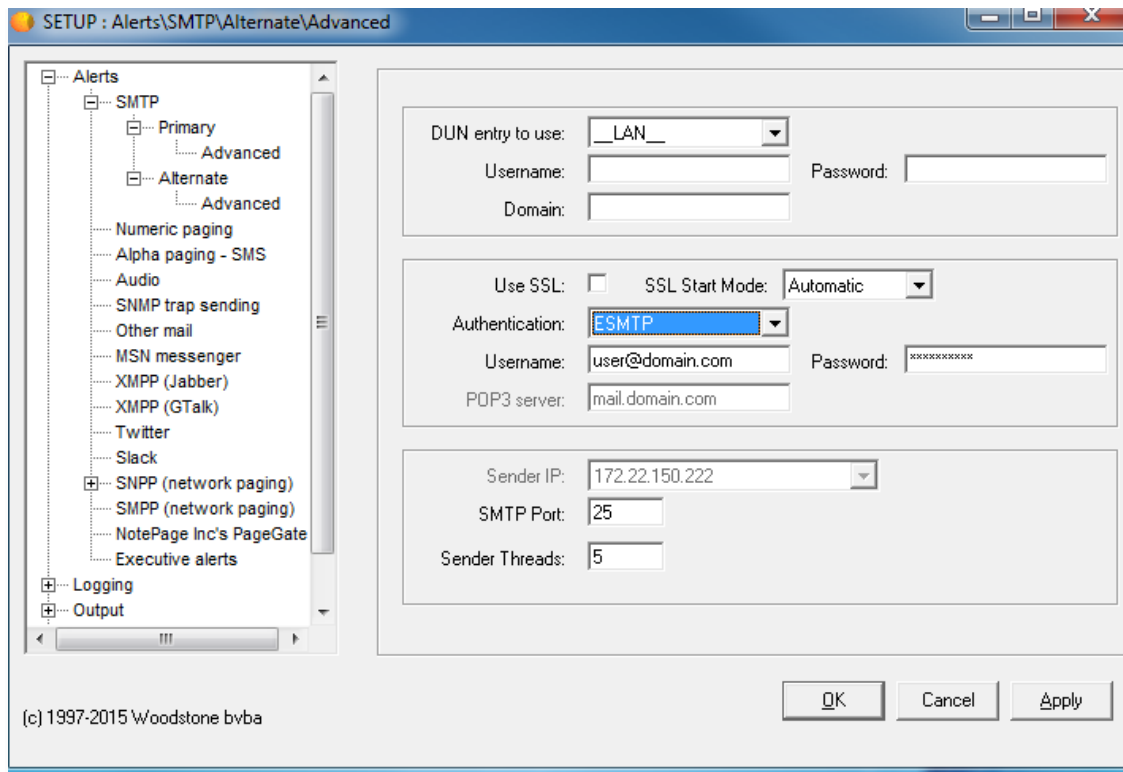 SETUP : Alerts\SMTP\Alternate\Advanced
Alerts
SMTP
Primary
Advanced
Alternate
Advanced
Numeric paging
Alpha paging - SMS
Audio
SNMP trap sending
Other mail
MSN messenger
XMPP (Jabber)
XMPP (GTalk)
Twitter
Slack
SNPP (network paging)
SMPP (network paging)
NotePage Inc's PageGate
Executive alerts
Logging
Output
DUN entry to use: __LAN__
Username: Password:
Domain:
Use SSL: SSL Start Mode: Automatic
Authentication: ESMTP
Username: user@domain.com Password: **********
POP3 server: mail.domain.com
Sender IP: 172.22.150.222
SMTP Port: 25
Sender Threads: 5
(c) 1997-2015 Woodstone bvba
OK Cancel Apply